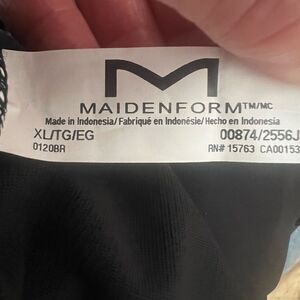 M
MAIDENFORM™/MC
Made in Indonesia/ Fabriqué en Indonésie/ Hecho en Indonesia
XL/TG/EG 00874/2556J
0120BR RN# 15763 CA00153